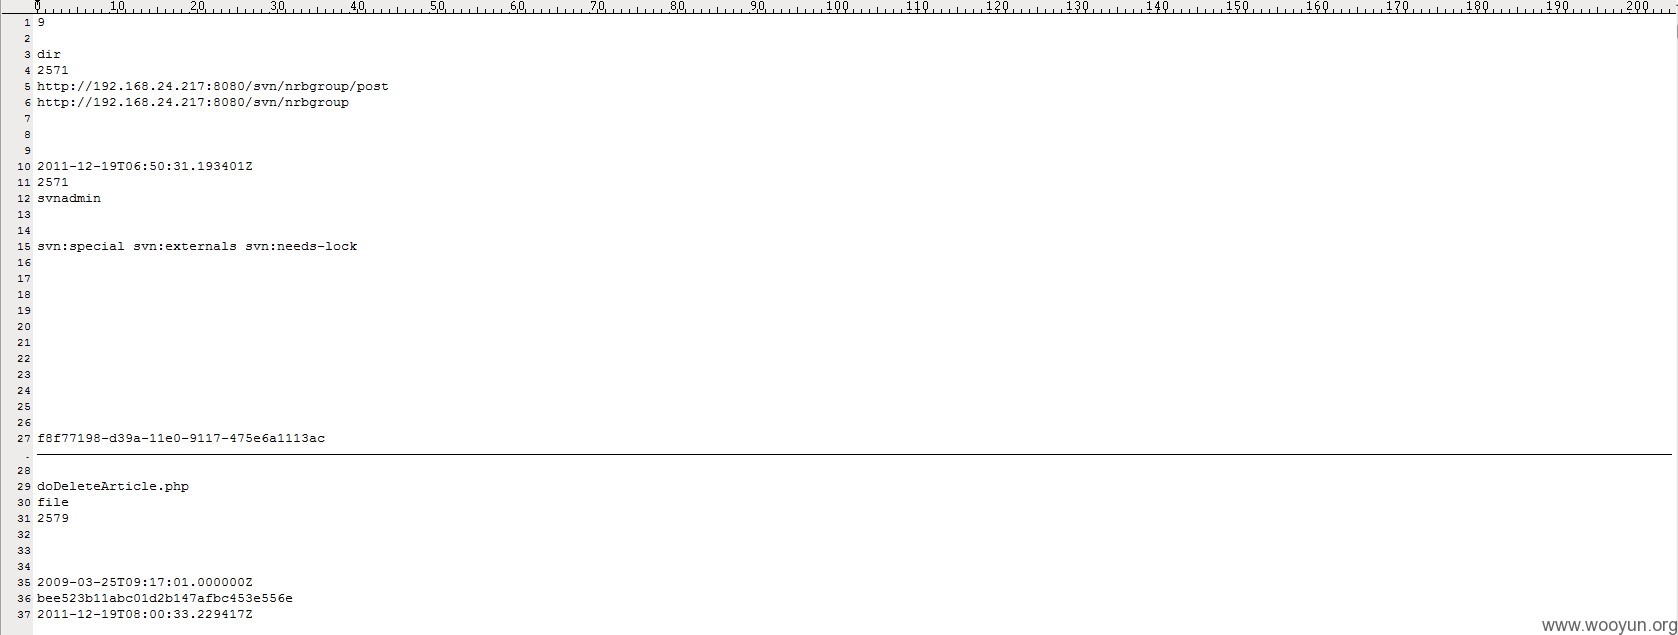 0 10 20 30 40 50 60 70 80 90 100 110 120 130 140 150 160 170 180 190 200
1 9
2
3 dir
4 2571
5 http://192.168.24.217:8080/svn/nrbgroup/post
6 http://192.168.24.217:8080/svn/nrbgroup
7
8
9
10 2011-12-19T06:50:31.193401Z
11 2571
12 svnadmin
13
14
15 svn:special svn:externals svn:needs-lock
16
17
18
19
20
21
22
23
24
25
26
27 f8f77198-d39a-11e0-9117-475e6a1113ac
28
29 doDeleteArticle.php
30 file
31 2579
32
33
34
35 2009-03-25T09:17:01.000000Z
36 bee523b11abc01d2b147afbc453e556e
37 2011-12-19T08:00:33.229417Z
www.wooyun.org